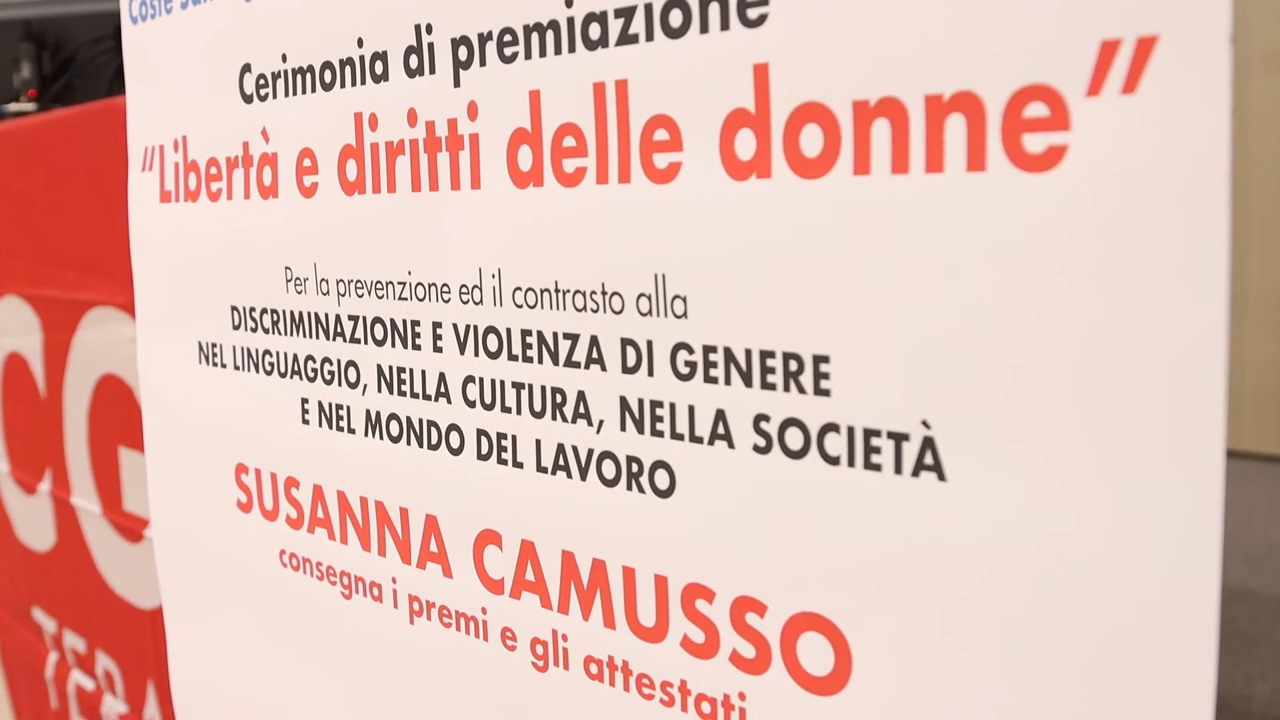 Cerimonia di premiazione
“Libertà e diritti delle donne”
Per la prevenzione ed il contrasto alla
DISCRIMINAZIONE E VIOLENZA DI GENERE
NEL LINGUAGGIO, NELLA CULTURA, NELLA SOCIETÀ
E NEL MONDO DEL LAVORO
SUSANNA CAMUSSO
consegna i premi e gli attestati
CG